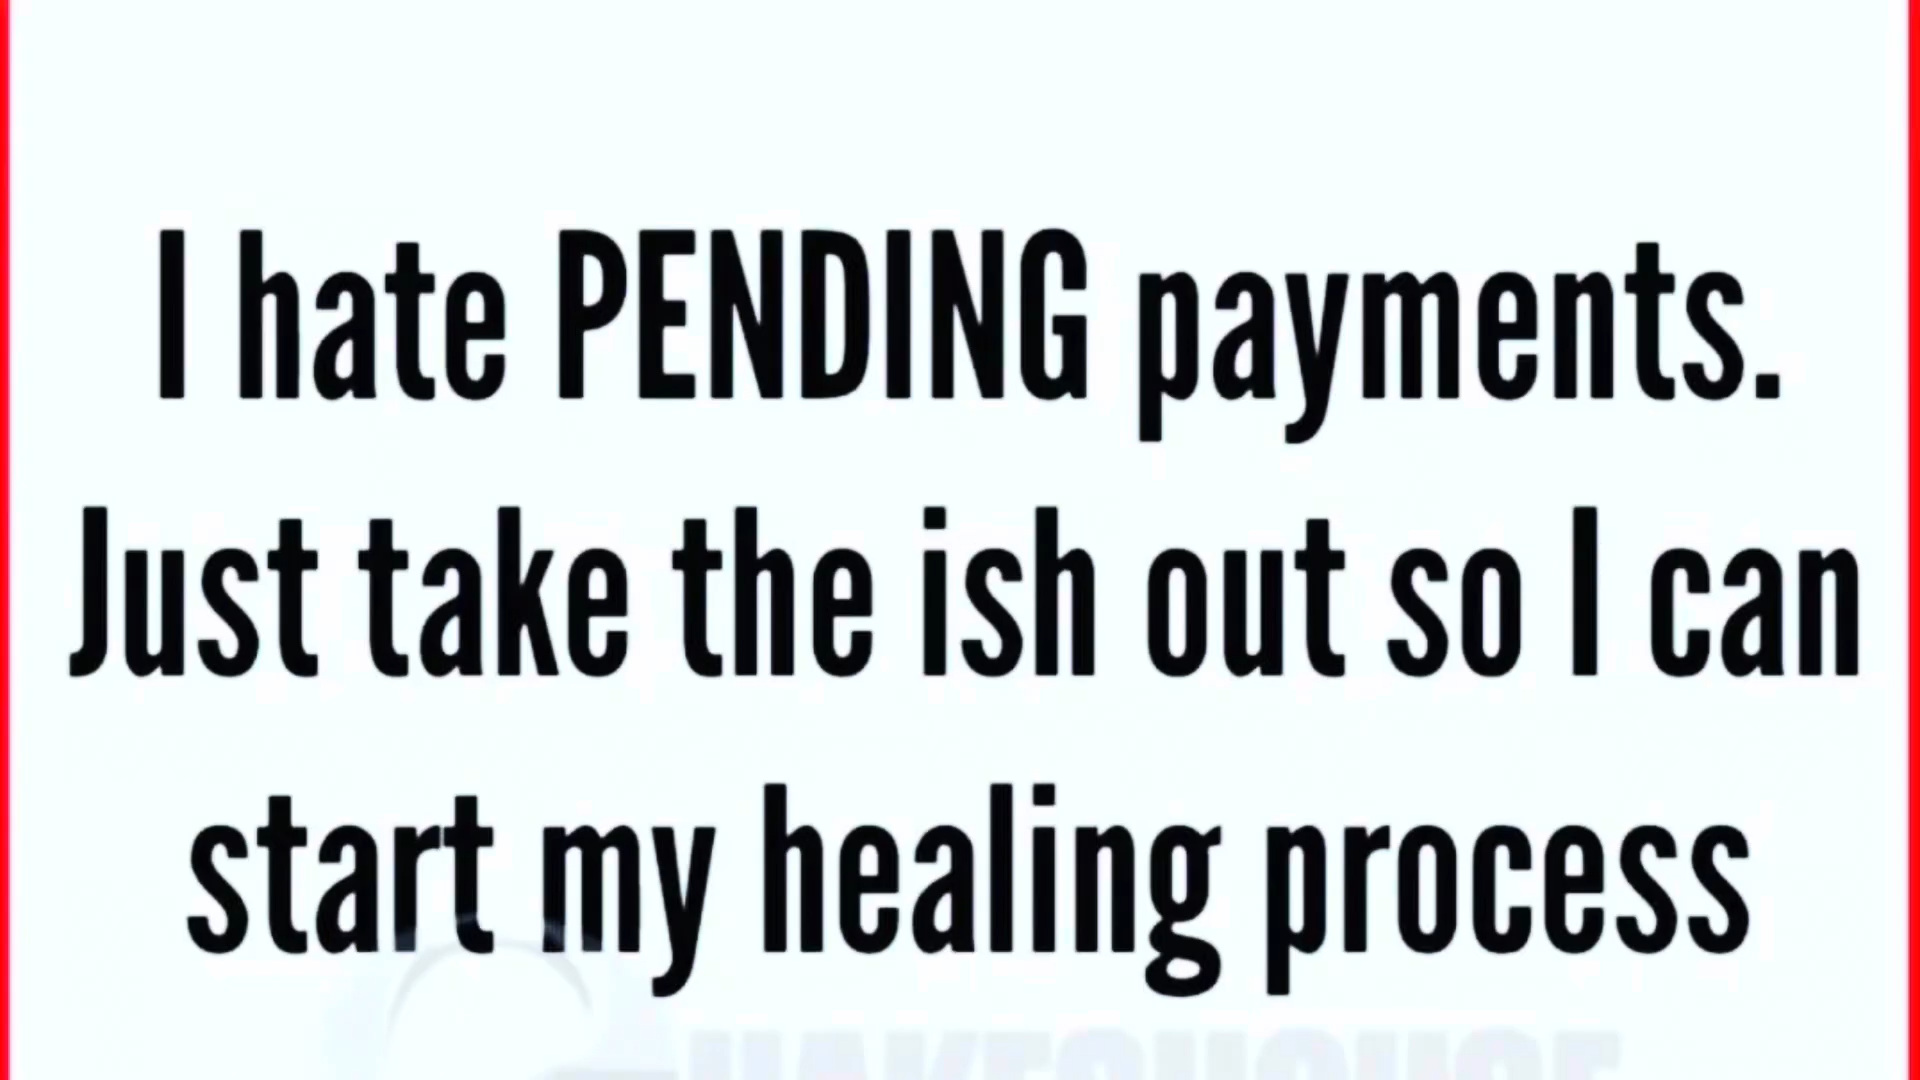 I hate PENDING payments.
Just take the ish out so I can
start my healing process